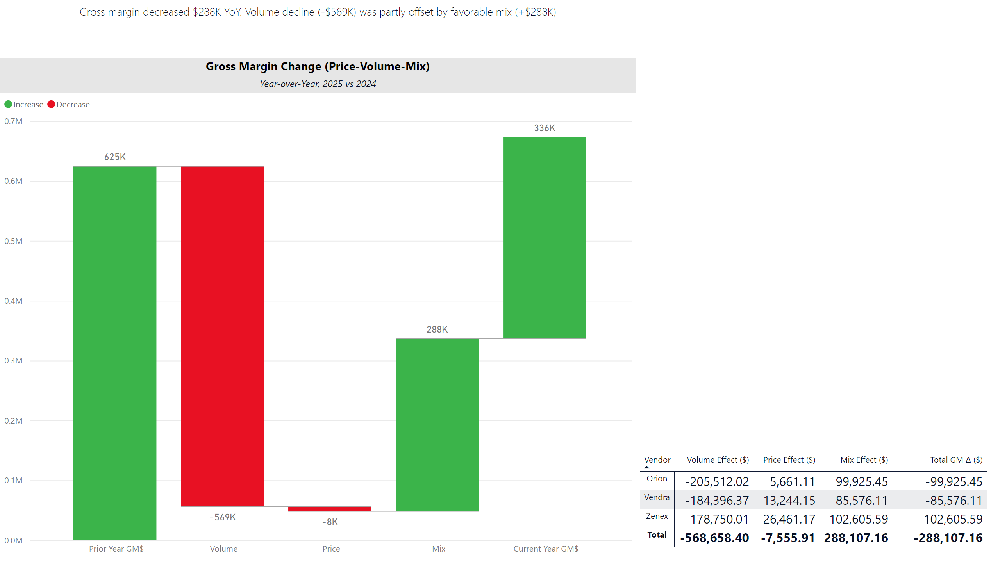 Gross margin decreased $288K YoY. Volume decline (-$569K) was partly offset by favorable mix (+$288K)
Gross Margin Change (Price-Volume-Mix)
Year-over-Year, 2025 vs 2024
Increase Decrease
0.7M
0.6M
0.5M
0.4M
0.3M
0.2M
0.1M
0.0M
625K
-569K
-8K
288K
336K
Prior Year GM$ Volume Price Mix Current Year GM$
Vendor Volume Effect ($) Price Effect ($) Mix Effect ($) Total GM Δ ($)
Orion -205,512.02 5,661.11 99,925.45 -99,925.45
Vendra -184,396.37 13,244.15 85,576.11 -85,576.11
Zenex -178,750.01 -26,461.17 102,605.59 -102,605.59
Total -568,658.40 -7,555.91 288,107.16 -288,107.16